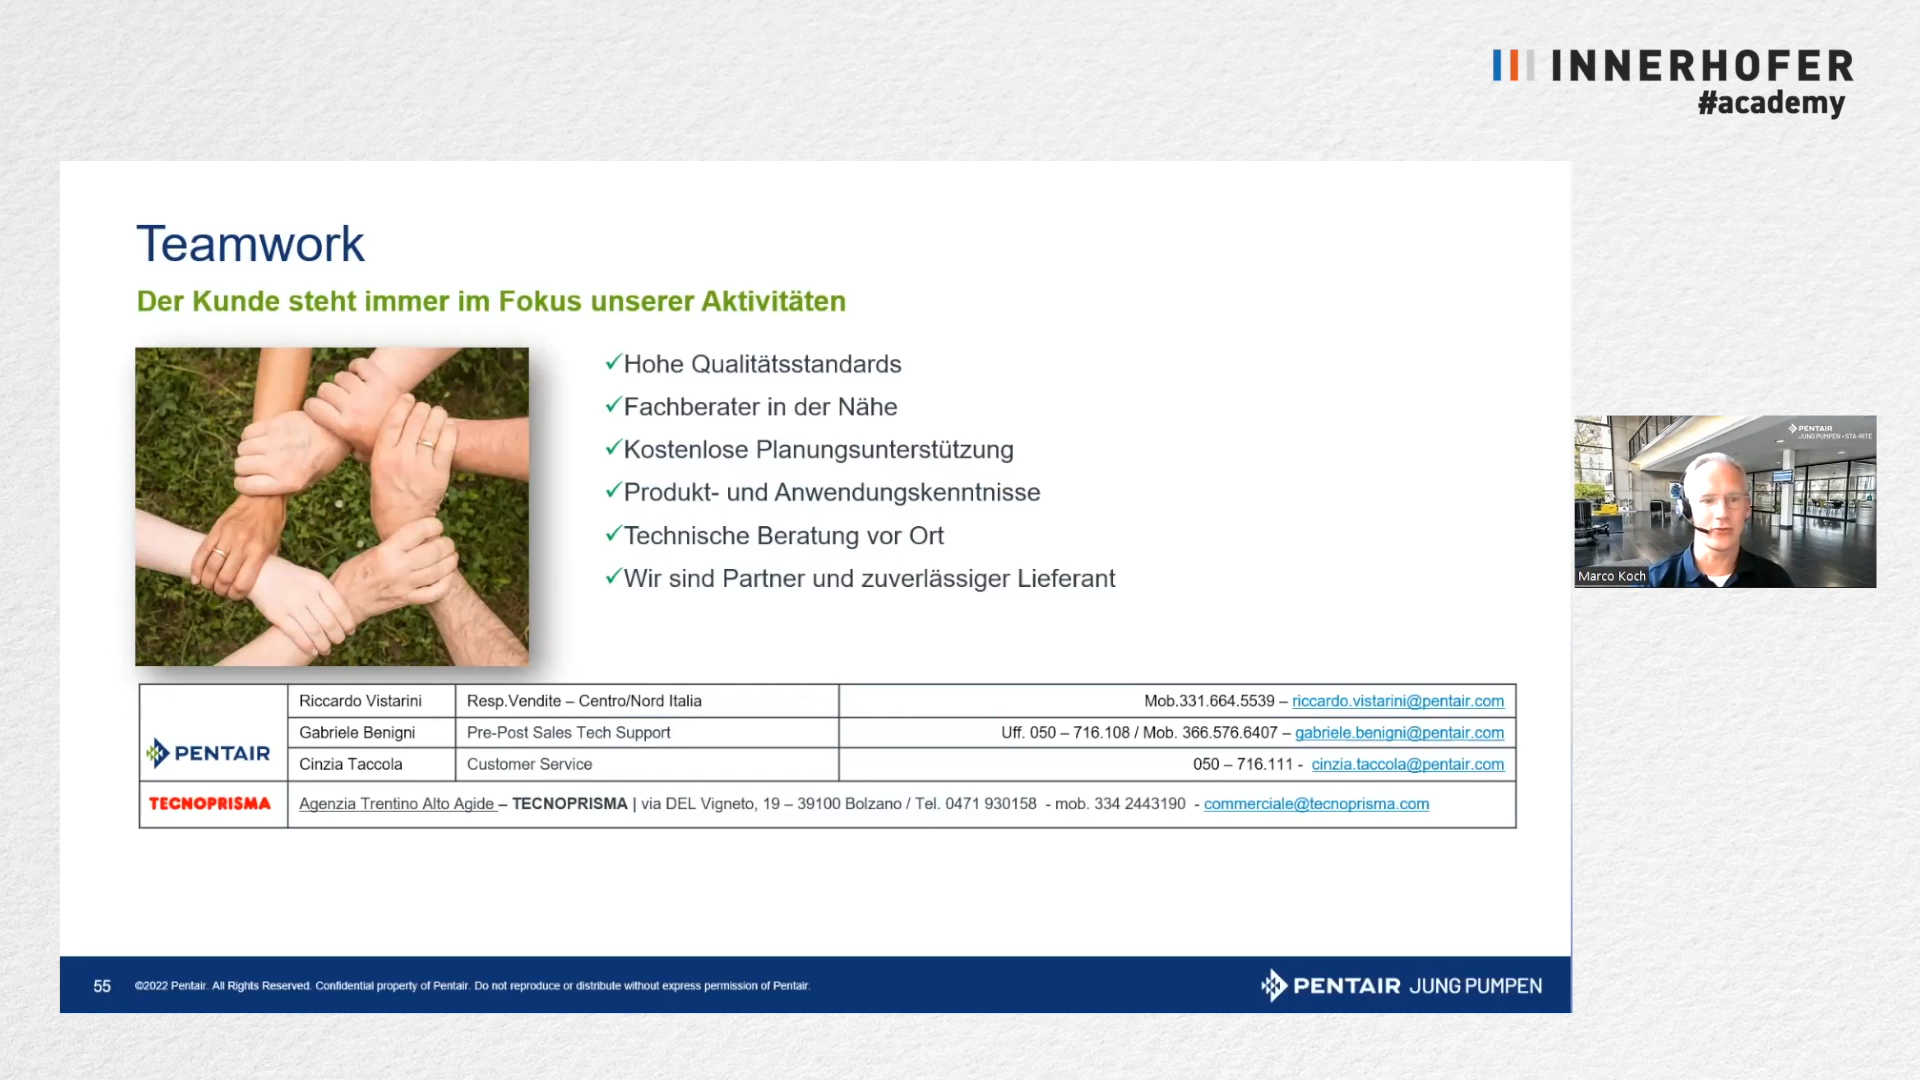 INNERHOFER
#academy
Teamwork
Der Kunde steht immer im Fokus unserer Aktivitäten
✓Hohe Qualitätsstandards
✓Fachberater in der Nähe
✓Kostenlose Planungsunterstützung
✓Produkt- und Anwendungskenntnisse
✓Technische Beratung vor Ort
✓Wir sind Partner und zuverlässiger Lieferant
PENTAIR
JUNG PUMPEN • STA-RITE
Marco Koch
PENTAIR
Riccardo Vistarini Resp.Vendite – Centro/Nord Italia Mob.331.664.5539 – riccardo.vistarini@pentair.com
Gabriele Benigni Pre-Post Sales Tech Support Uff. 050 – 716.108 / Mob. 366.576.6407 – gabriele.benigni@pentair.com
Cinzia Taccola Customer Service 050 – 716.111 - cinzia.taccola@pentair.com
TECNOPRISMA Agenzia Trentino Alto Agide – TECNOPRISMA | via DEL Vigneto, 19 – 39100 Bolzano / Tel. 0471 930158 - mob. 334 2443190 - commerciale@tecnoprisma.com
55 ©2022 Pentair. All Rights Reserved. Confidential property of Pentair. Do not reproduce or distribute without express permission of Pentair. PENTAIR JUNG PUMPEN